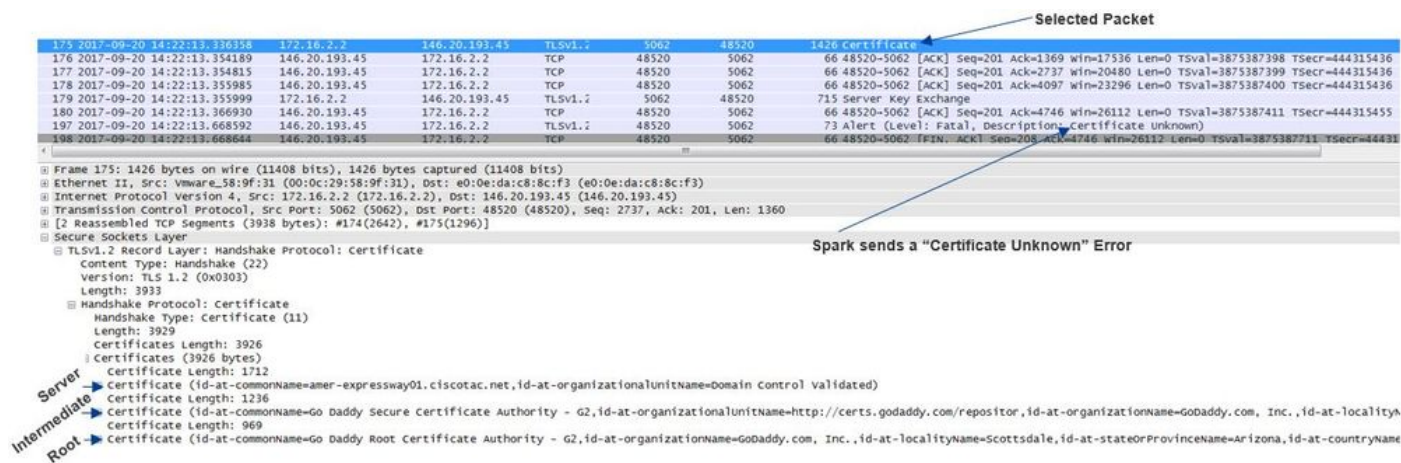 Selected Packet
175 2017-09-20 14:22:13.336358 172.16.2.2 146.20.193.45 TLSv1.2 5062 48520 1426 Certificate
176 2017-09-20 14:22:13.354189 146.20.193.45 172.16.2.2 TCP 48520 5062 66 48520→5062 [ACK] Seq=201 Ack=1369 Win=17536 Len=0 TSval=3875387398 TSecr=444315436
177 2017-09-20 14:22:13.354815 146.20.193.45 172.16.2.2 TCP 48520 5062 66 48520→5062 [ACK] Seq=201 Ack=2737 Win=20480 Len=0 TSval=3875387399 TSecr=444315436
178 2017-09-20 14:22:13.355985 146.20.193.45 172.16.2.2 TCP 48520 5062 66 48520→5062 [ACK] Seq=201 Ack=4097 Win=23296 Len=0 TSval=3875387400 TSecr=444315436
179 2017-09-20 14:22:13.355999 172.16.2.2 146.20.193.45 TLSv1.2 5062 48520 715 Server Key Exchange
180 2017-09-20 14:22:13.366930 146.20.193.45 172.16.2.2 TCP 48520 5062 66 48520→5062 [ACK] Seq=201 Ack=4746 Win=26112 Len=0 TSval=3875387411 TSecr=444315455
197 2017-09-20 14:22:13.668592 146.20.193.45 172.16.2.2 TLSv1.2 48520 5062 73 Alert (Level: Fatal, Description: Certificate Unknown)
198 2017-09-20 14:22:13.668644 146.20.193.45 172.16.2.2 TCP 48520 5062 66 48520→5062 [FIN, ACK] Seq=208 Ack=4746 Win=26112 Len=0 TSval=3875387711 TSecr=44431
Frame 175: 1426 bytes on wire (11408 bits), 1426 bytes captured (11408 bits)
Ethernet II, Src: Vmware_58:9f:31 (00:0c:29:58:9f:31), Dst: e0:0e:da:c8:8c:f3 (e0:0e:da:c8:8c:f3)
Internet Protocol Version 4, Src: 172.16.2.2 (172.16.2.2), Dst: 146.20.193.45 (146.20.193.45)
Transmission Control Protocol, Src Port: 5062 (5062), Dst Port: 48520 (48520), Seq: 2737, Ack: 201, Len: 1360
[2 Reassembled TCP Segments (3938 bytes): #174(2642), #175(1296)]
Secure Sockets Layer
Spark sends a “Certificate Unknown” Error
TLSv1.2 Record Layer: Handshake Protocol: Certificate
Content Type: Handshake (22)
Version: TLS 1.2 (0x0303)
Length: 3933
Handshake Protocol: Certificate
Handshake Type: Certificate (11)
Length: 3929
Certificates Length: 3926
Certificates (3926 bytes)
Certificate Length: 1712
Server
Certificate (id-at-commonName=amer-expressway01.ciscotac.net,id-at-organizationalUnitName=Domain Control Validated)
Certificate Length: 1236
Intermediate
Certificate (id-at-commonName=Go Daddy Secure Certificate Authority - G2,id-at-organizationalUnitName=http://certs.godaddy.com/repositor,id-at-organizationName=GoDaddy.com, Inc.,id-at-localityN
Certificate Length: 969
Root
Certificate (id-at-commonName=Go Daddy Root Certificate Authority - G2,id-at-organizationName=GoDaddy.com, Inc.,id-at-localityName=Scottsdale,id-at-stateOrProvinceName=Arizona,id-at-countryName